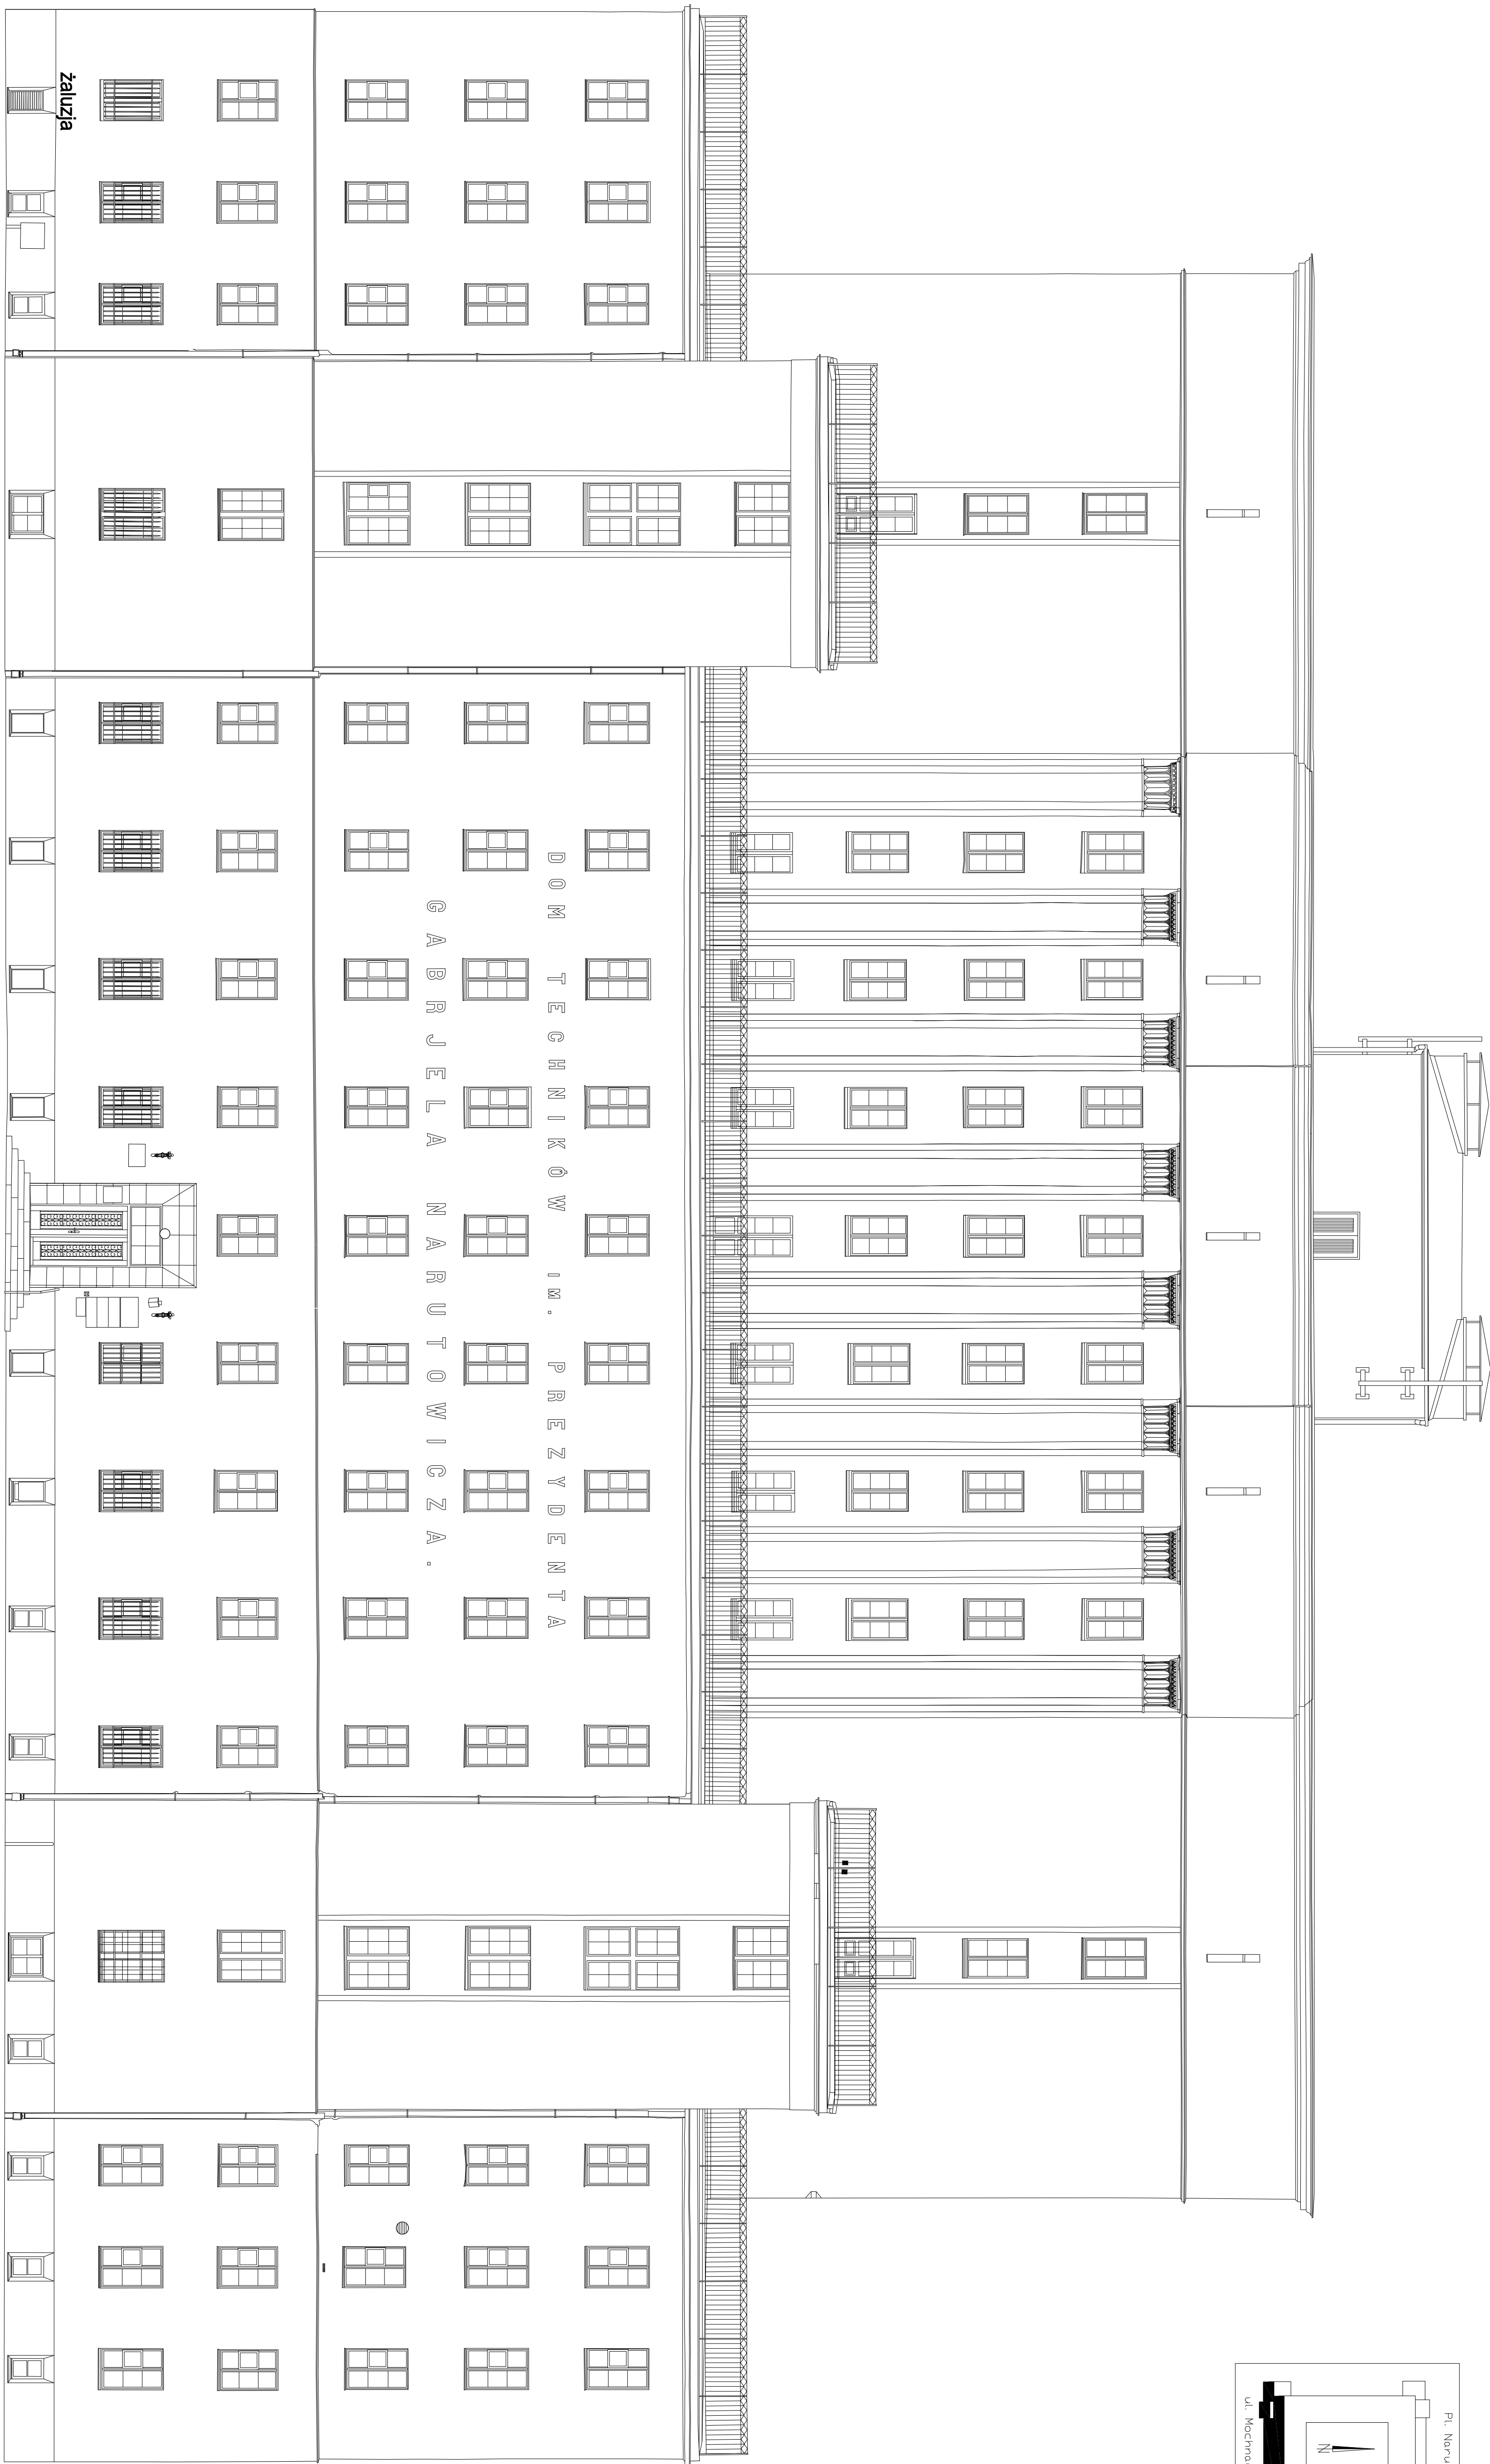 DOM TECHNIKÓW IM. PREZYDENTA
GABRJELA NARUTOWICZA.
żaluzja
Pl. Naru
N
ul. Mochna